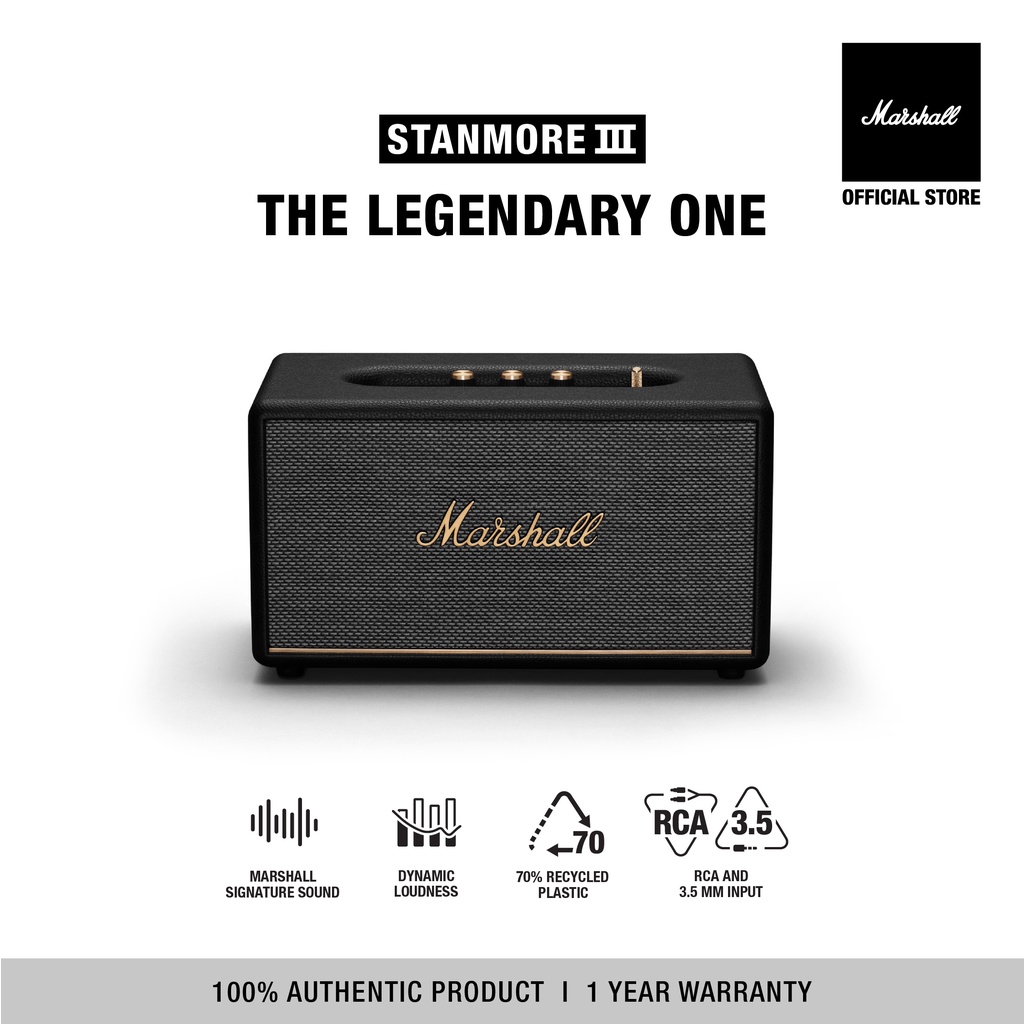 STANMORE III
THE LEGENDARY ONE
Marshall
OFFICIAL STORE
Marshall
MARSHALL
SIGNATURE SOUND
DYNAMIC
LOUDNESS
70
70% RECYCLED
PLASTIC
RCA 3.5
RCA AND
3.5 MM INPUT
100% AUTHENTIC PRODUCT I 1 YEAR WARRANTY